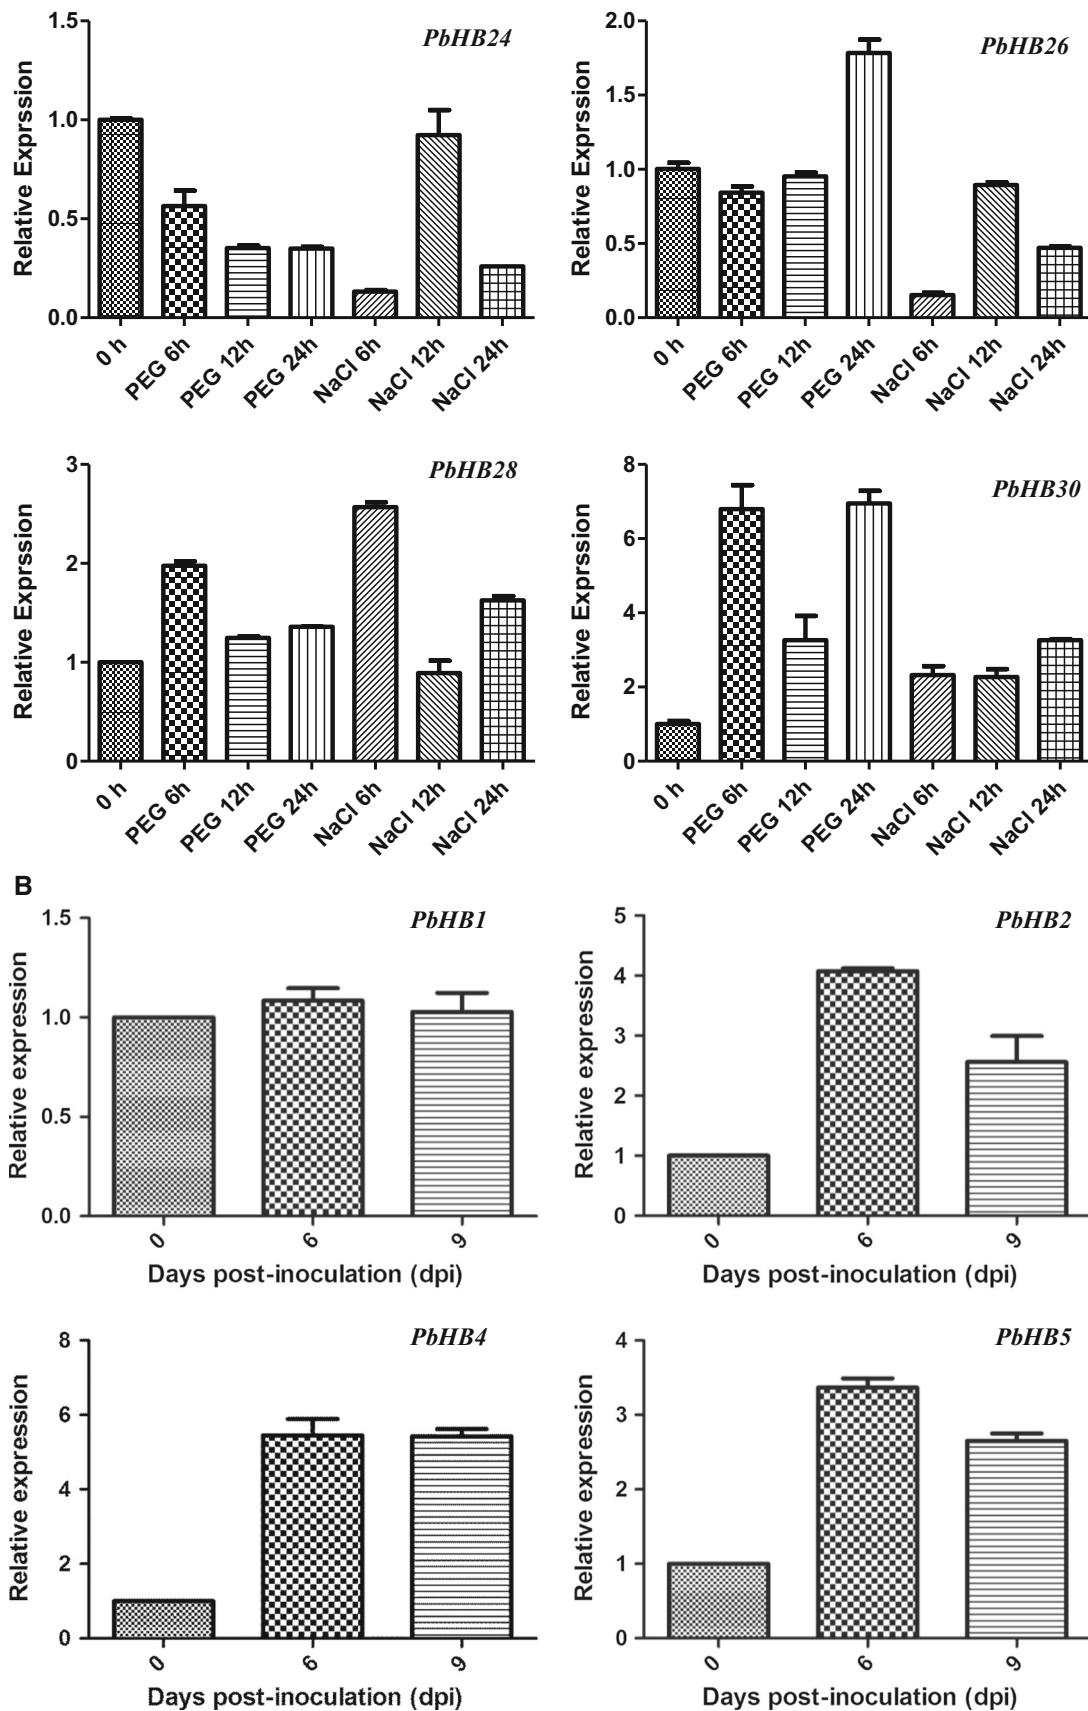 PbHB24
Relative Exprssion
1.5
1.0
0.5
0.0
0 h
PEG 6h
PEG 12h
PEG 24h
NaCl 6h
NaCl 12h
NaCl 24h
PbHB26
Relative Exprssion
2.0
1.5
1.0
0.5
0.0
0 h
PEG 6h
PEG 12h
PEG 24h
NaCl 6h
NaCl 12h
NaCl 24h
PbHB28
Relative Exprssion
3
2
1
0
0 h
PEG 6h
PEG 12h
PEG 24h
NaCl 6h
NaCl 12h
NaCl 24h
PbHB30
Relative Exprssion
8
6
4
2
0
0 h
PEG 6h
PEG 12h
PEG 24h
NaCl 6h
NaCl 12h
NaCl 24h
B
PbHB1
Relative expression
1.5
1.0
0.5
0.0
0
6
9
Days post-inoculation (dpi)
PbHB2
Relative expression
5
4
3
2
1
0
0
6
9
Days post-inoculation (dpi)
PbHB4
Relative expression
8
6
4
2
0
0
6
9
Days post-inoculation (dpi)
PbHB5
Relative expression
4
3
2
1
0
0
6
9
Days post-inoculation (dpi)